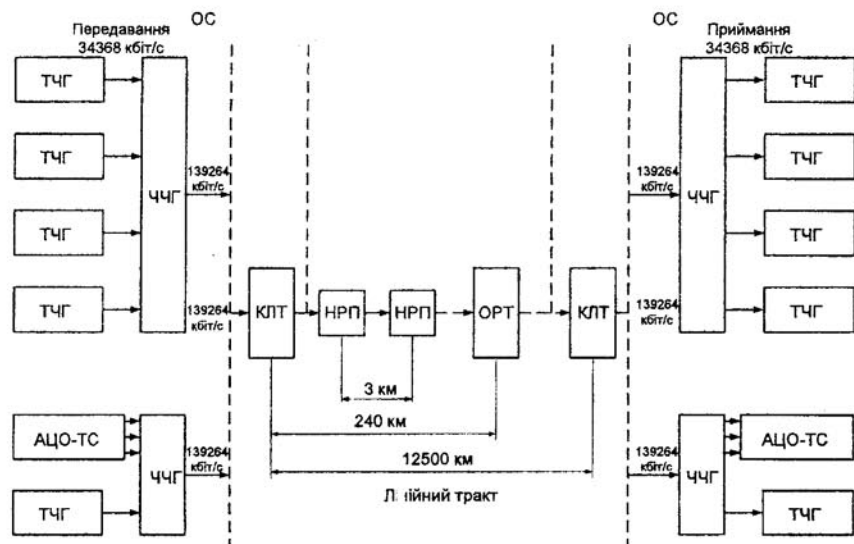 ОС
ОС
Передавання
34368 кбіт/с
Приймання
34368 кбіт/с
ТЧГ
ТЧГ
ТЧГ
ТЧГ
ЧЧГ
139264
кбіт/с
139264
кбіт/с
КЛТ
НРП
НРП
ОРТ
КЛТ
3 км
240 км
12500 км
Лінійний тракт
139264
кбіт/с
139264
кбіт/с
ЧЧГ
ТЧГ
ТЧГ
ТЧГ
ТЧГ
АЦО-ТС
ТЧГ
ЧЧГ
139264
кбіт/с
139264
кбіт/с
ЧЧГ
АЦО-ТС
ТЧГ